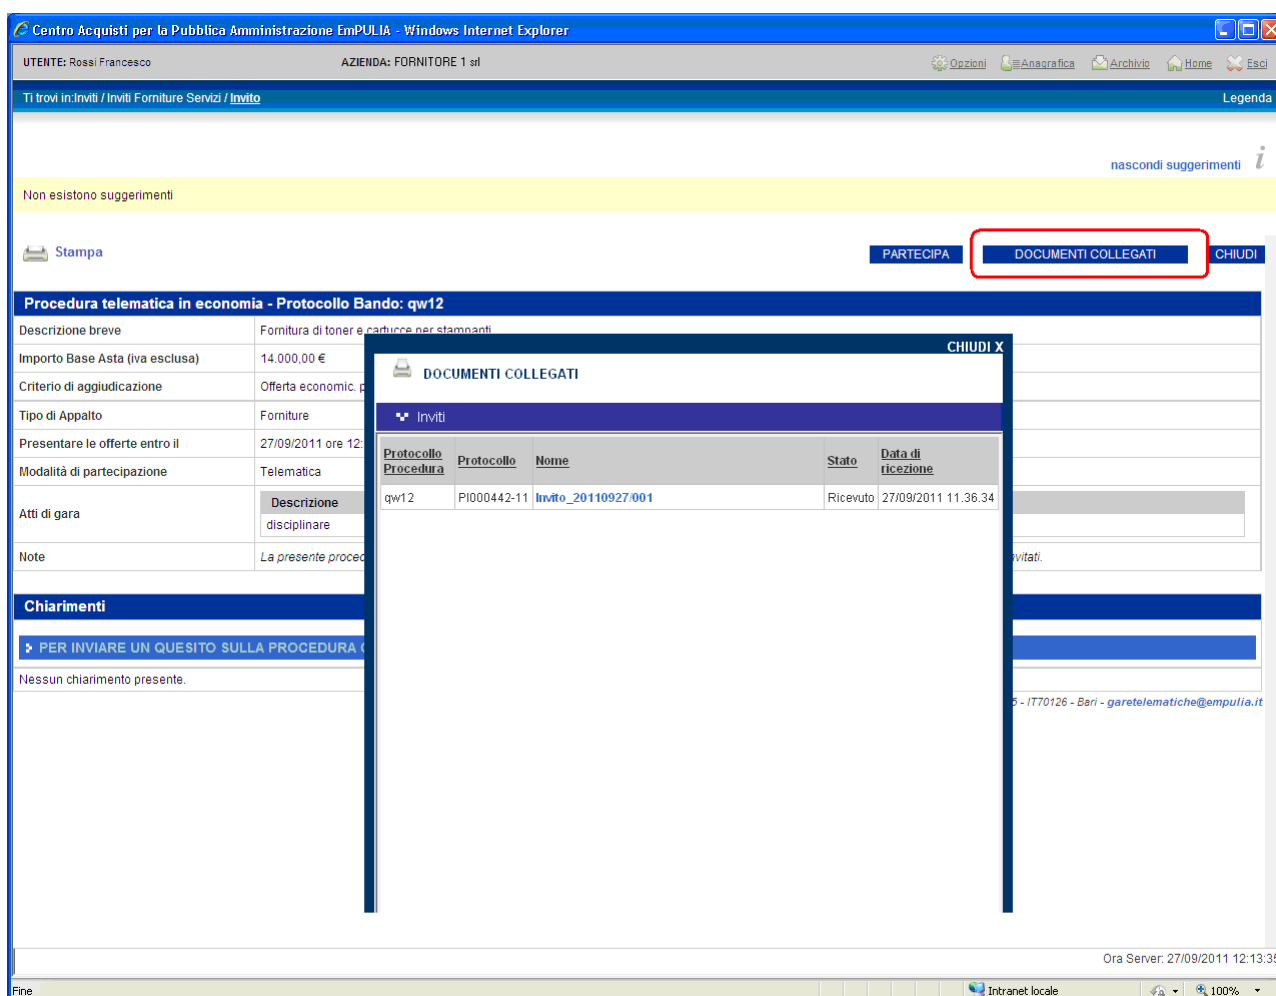 Centro Acquisti per la Pubblica Amministrazione EmPULIA - Windows Internet Explorer
UTENTE: Rossi Francesco AZIENDA: FORNITORE 1 srl Opzioni Anagrafica Archivio Home Esci
Ti trovi in:Inviti / Inviti Forniture Servizi / Invito Legenda
nascondi suggerimenti i
Non esistono suggerimenti
Stampa PARTECIPA DOCUMENTI COLLEGATI CHIUDI
Procedura telematica in economia - Protocollo Bando: qw12
Descrizione breve Fornitura di toner e cartucce per stampanti
Importo Base Asta (iva esclusa) 14.000,00 €
Criterio di aggiudicazione Offerta economic. p
Tipo di Appalto Forniture
Presentare le offerte entro il 27/09/2011 ore 12:
Modalità di partecipazione Telematica
Atti di gara
Descrizione
disciplinare
Note La presente proced vitati.
Chiarimenti
PER INVIARE UN QUESITO SULLA PROCEDURA
Nessun chiarimento presente.
- IT70126 - Bari - garetelematiche@empulia.it
CHIUDI X
DOCUMENTI COLLEGATI
Inviti
Protocollo Procedura Protocollo Nome Stato Data di ricezione
qw12 PI000442-11 Invito_20110927/001 Ricevuto 27/09/2011 11.36.34
Ora Server: 27/09/2011 12:13:35
Fine Intranet locale 100%